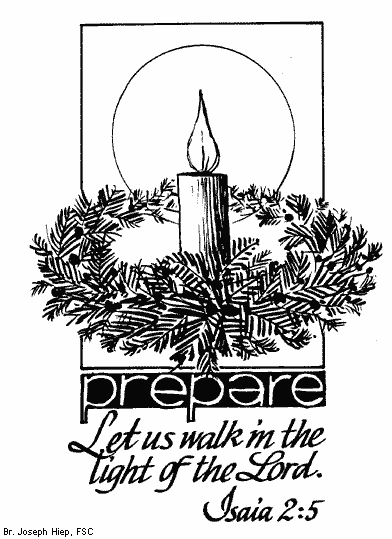 prepare
Let us walk in the
light of the Lord.
Isaia 2:5
Br. Joseph Hiep, FSC